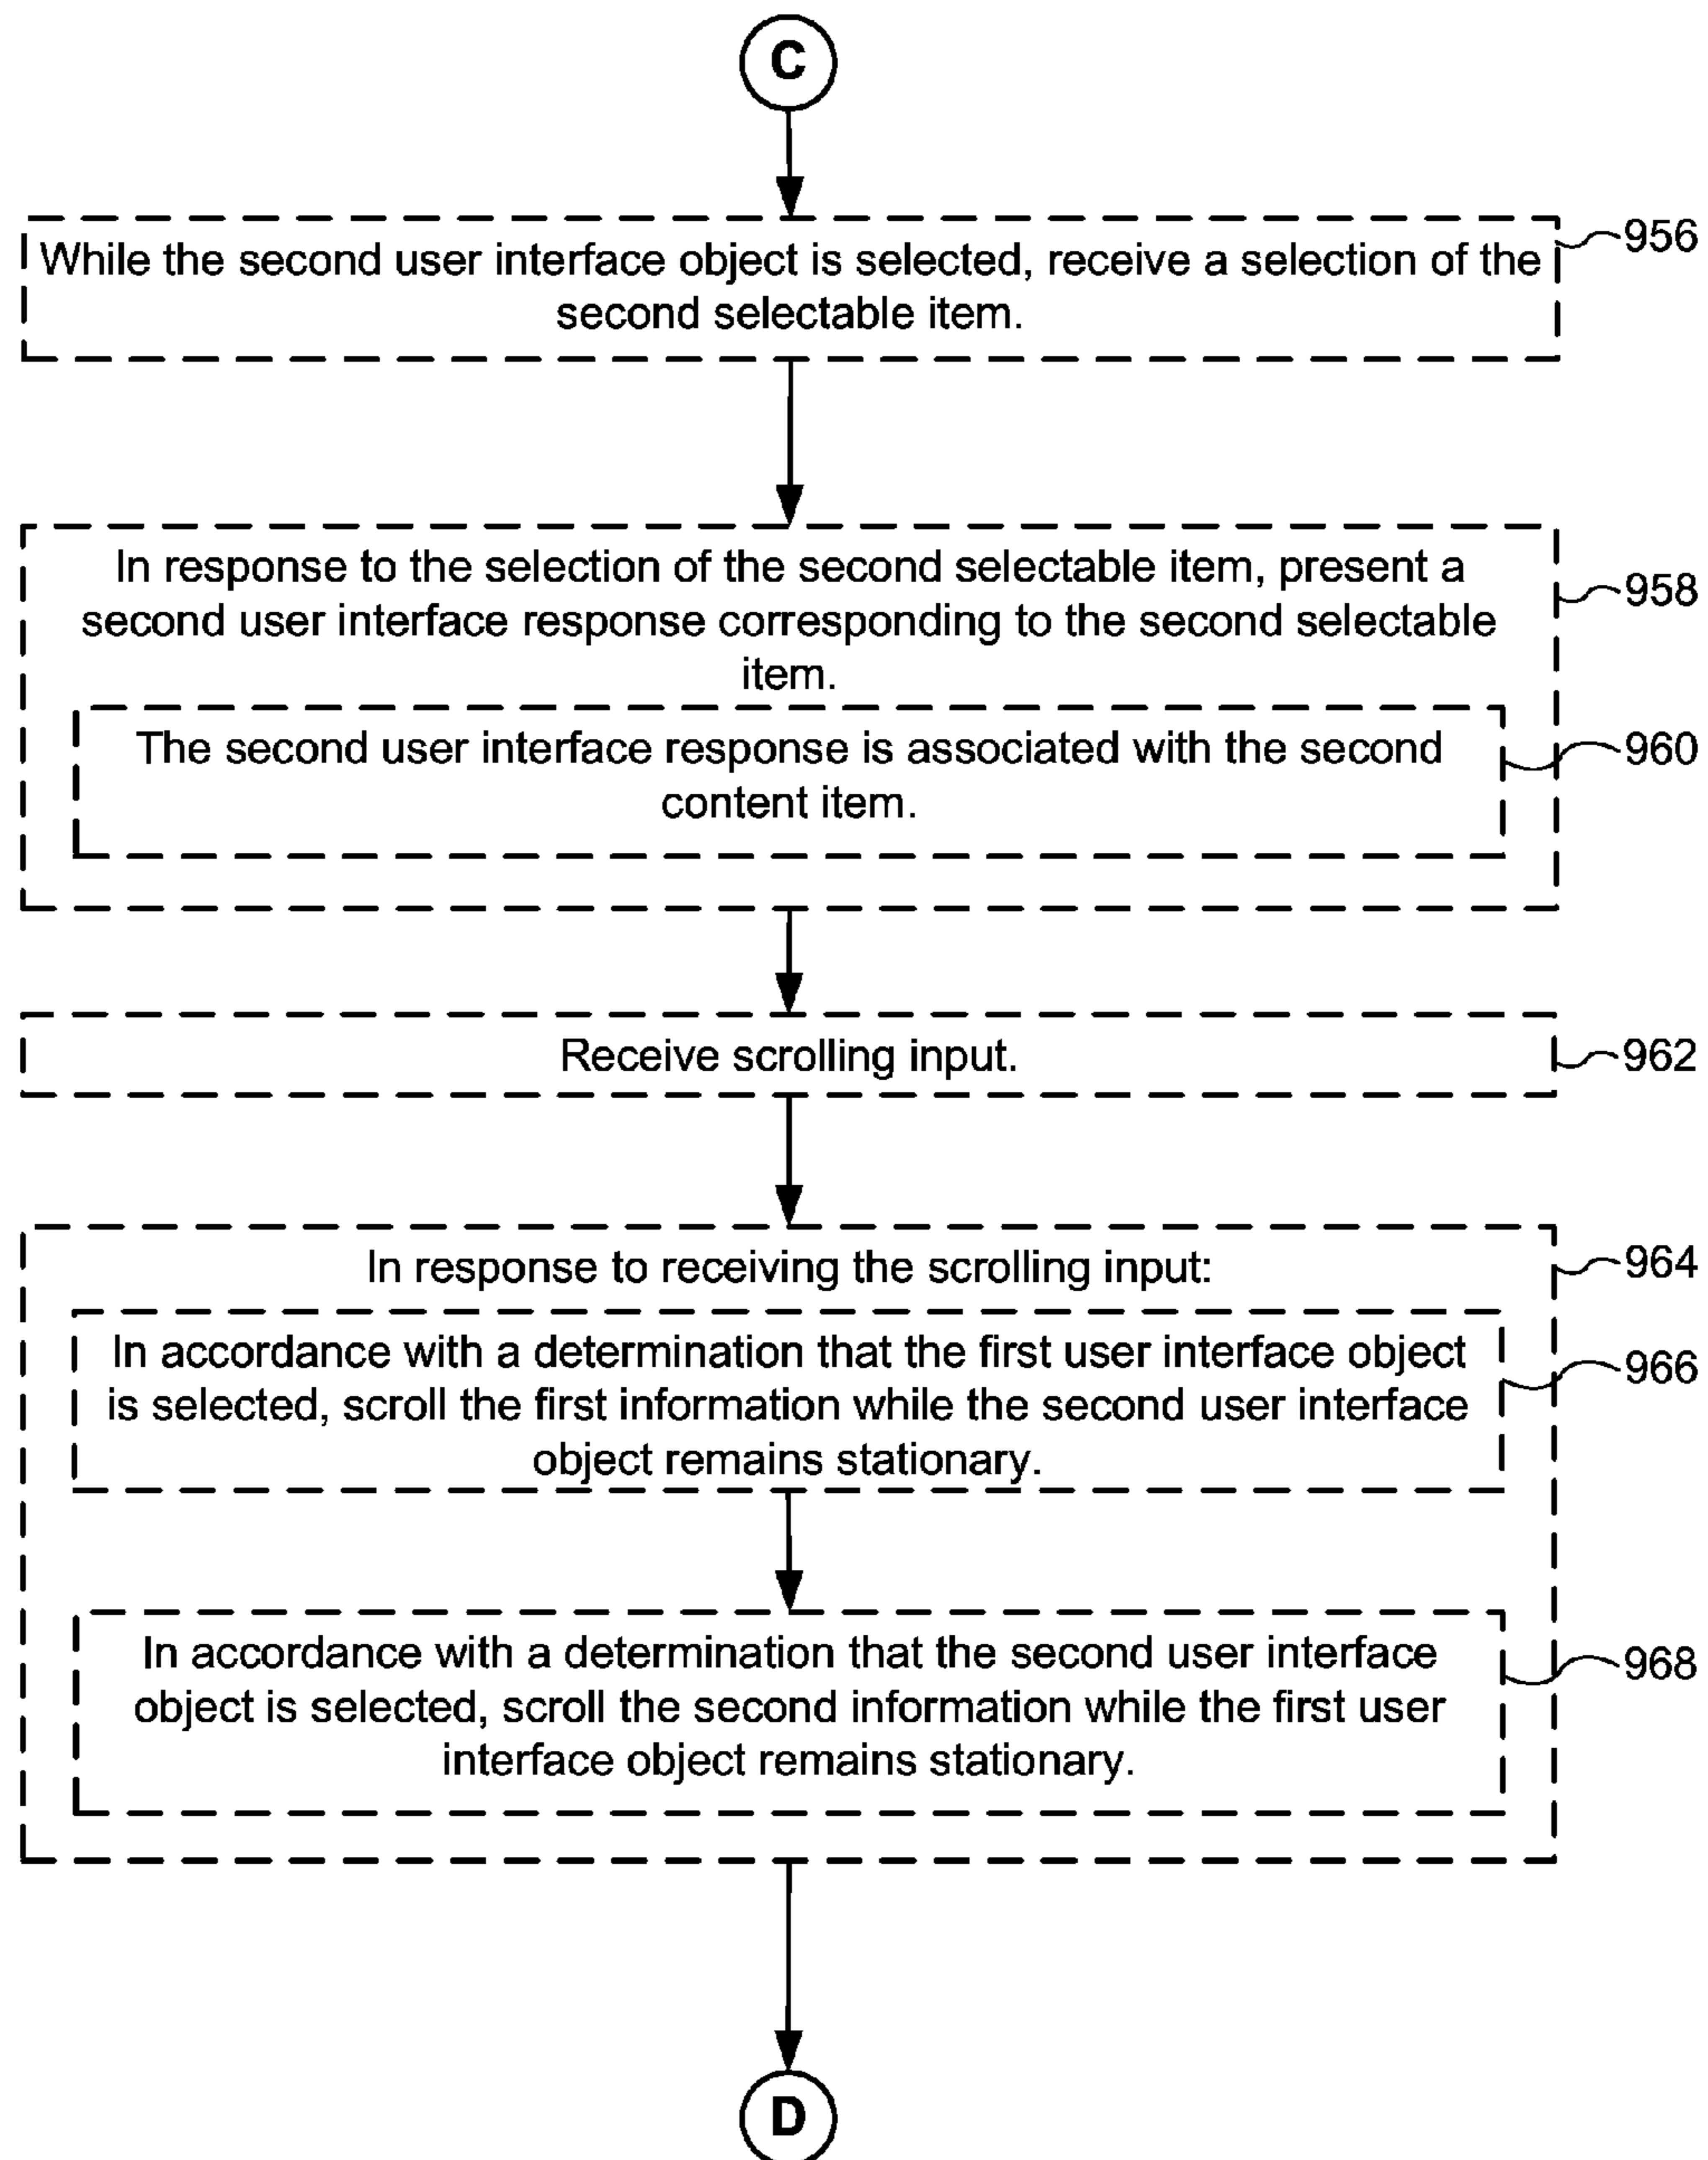 C
While the second user interface object is selected, receive a selection of the
second selectable item.
956
In response to the selection of the second selectable item, present a
second user interface response corresponding to the second selectable
item.
958
The second user interface response is associated with the second
content item.
960
Receive scrolling input.
962
In response to receiving the scrolling input:
964
In accordance with a determination that the first user interface object
is selected, scroll the first information while the second user interface
object remains stationary.
966
In accordance with a determination that the second user interface
object is selected, scroll the second information while the first user
interface object remains stationary.
968
D